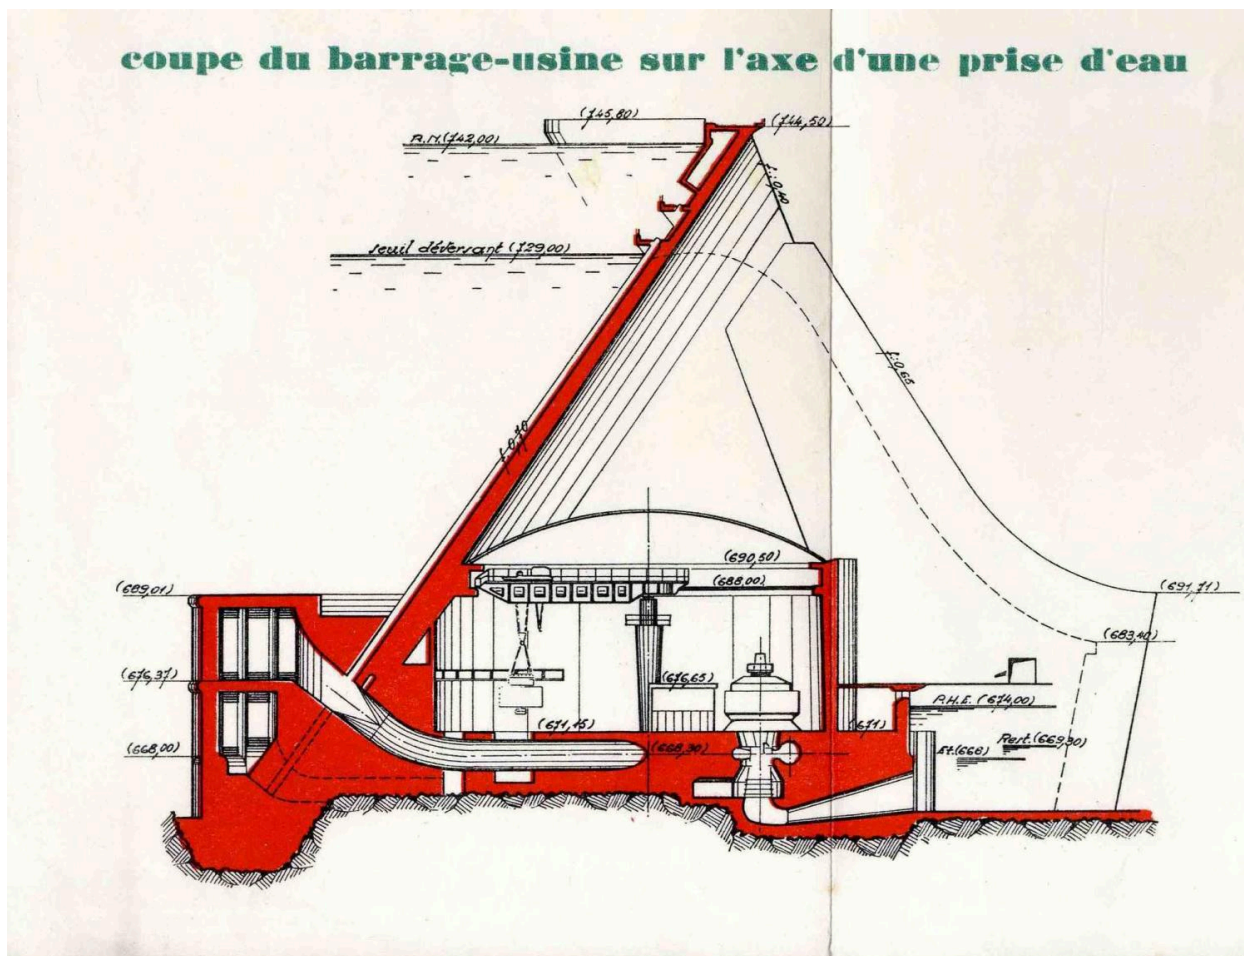 coupe du barrage-usine sur l'axe d'une prise d'eau
(745,80)
(744,50)
R.N.(742,00)
f.:0,40
seuil déversant (729,00)
f.:0,65
f.0,70
(690,50)
(688,00)
(689,01)
(691,71)
(683,40)
(676,37)
(676,65)
P.H.E. (674,00)
(671,15)
(671)
(668,00)
(668,30)
Et.(666)
Rest.(669,30)